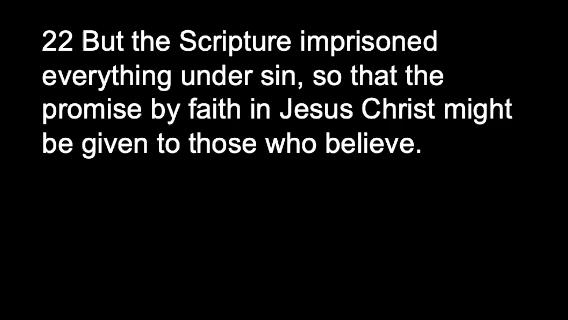 22 But the Scripture imprisoned
everything under sin, so that the
promise by faith in Jesus Christ might
be given to those who believe.